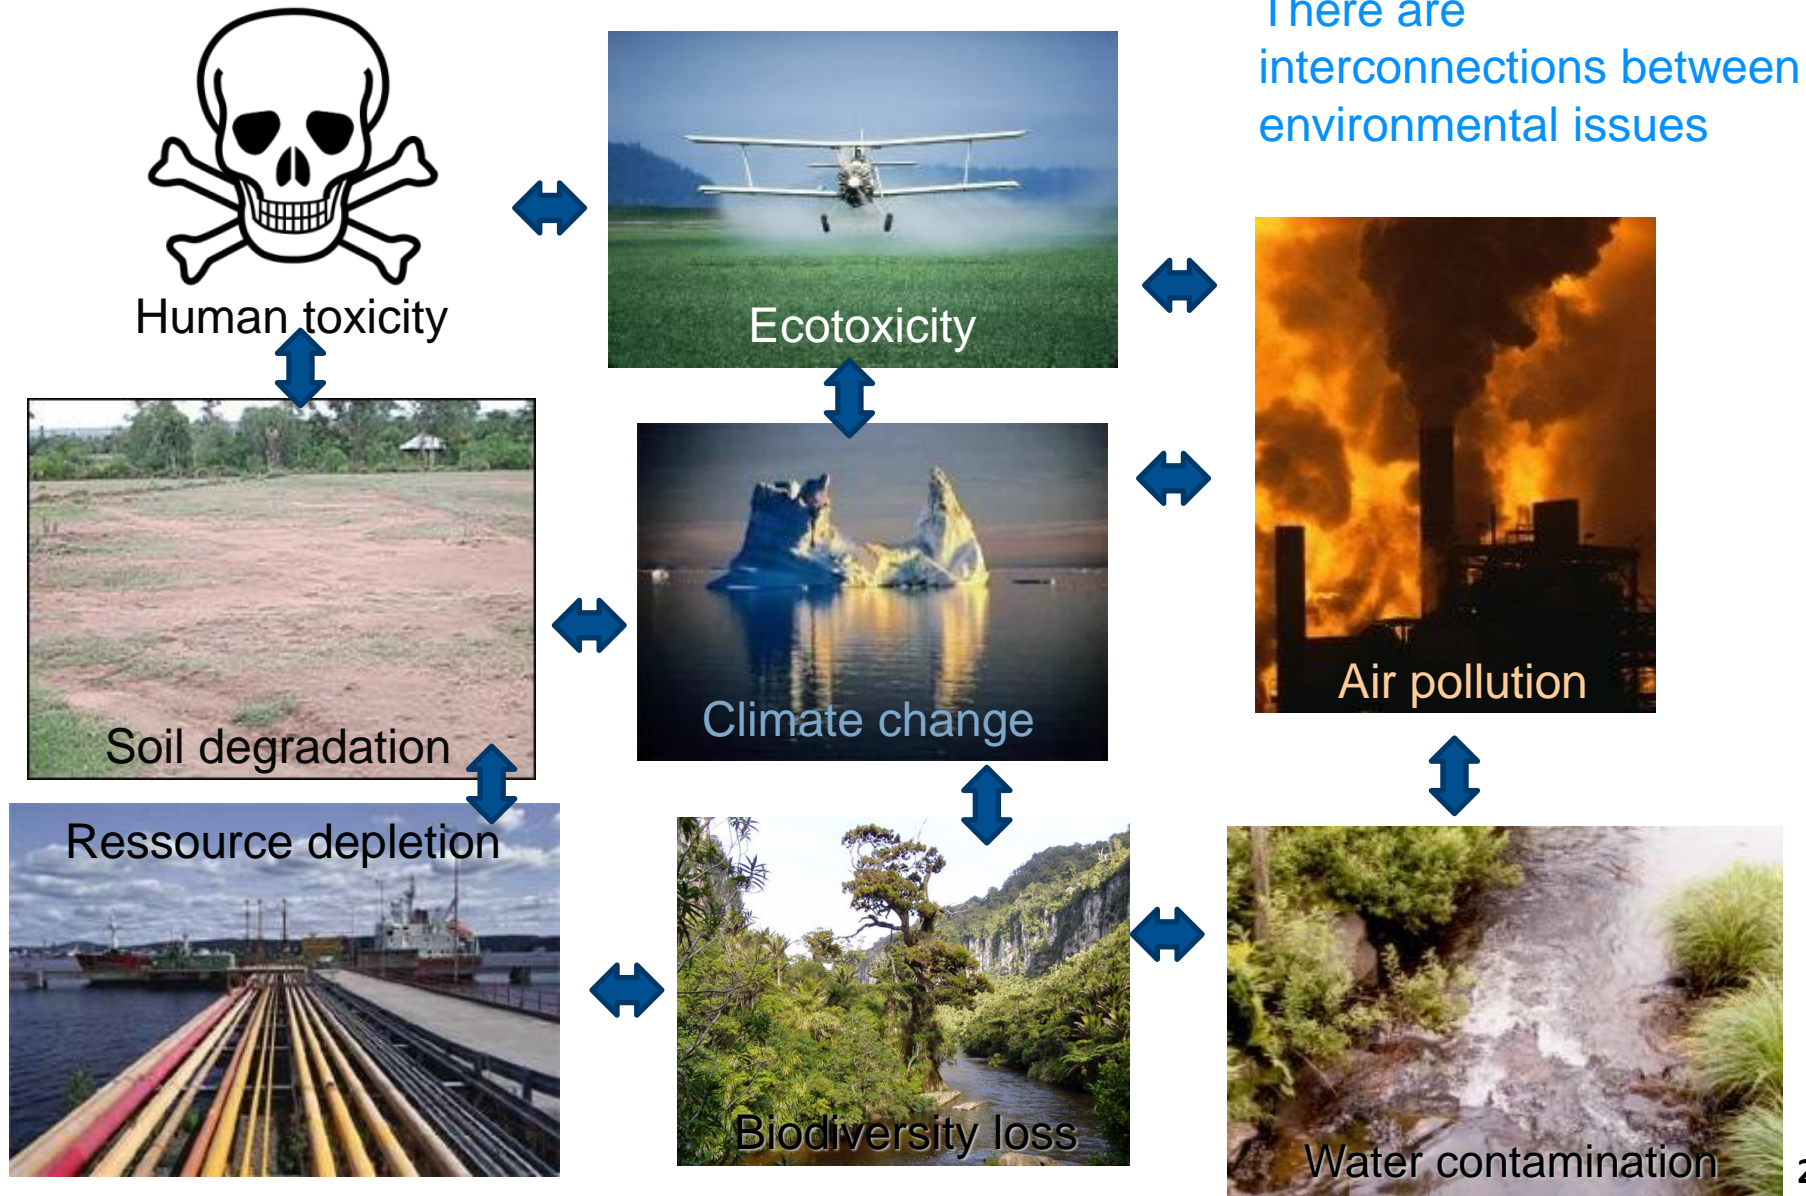 There are
interconnections between
environmental issues
Human toxicity
Ecotoxicity
Air pollution
Soil degradation
Climate change
Ressource depletion
Biodiversity loss
Water contamination
2